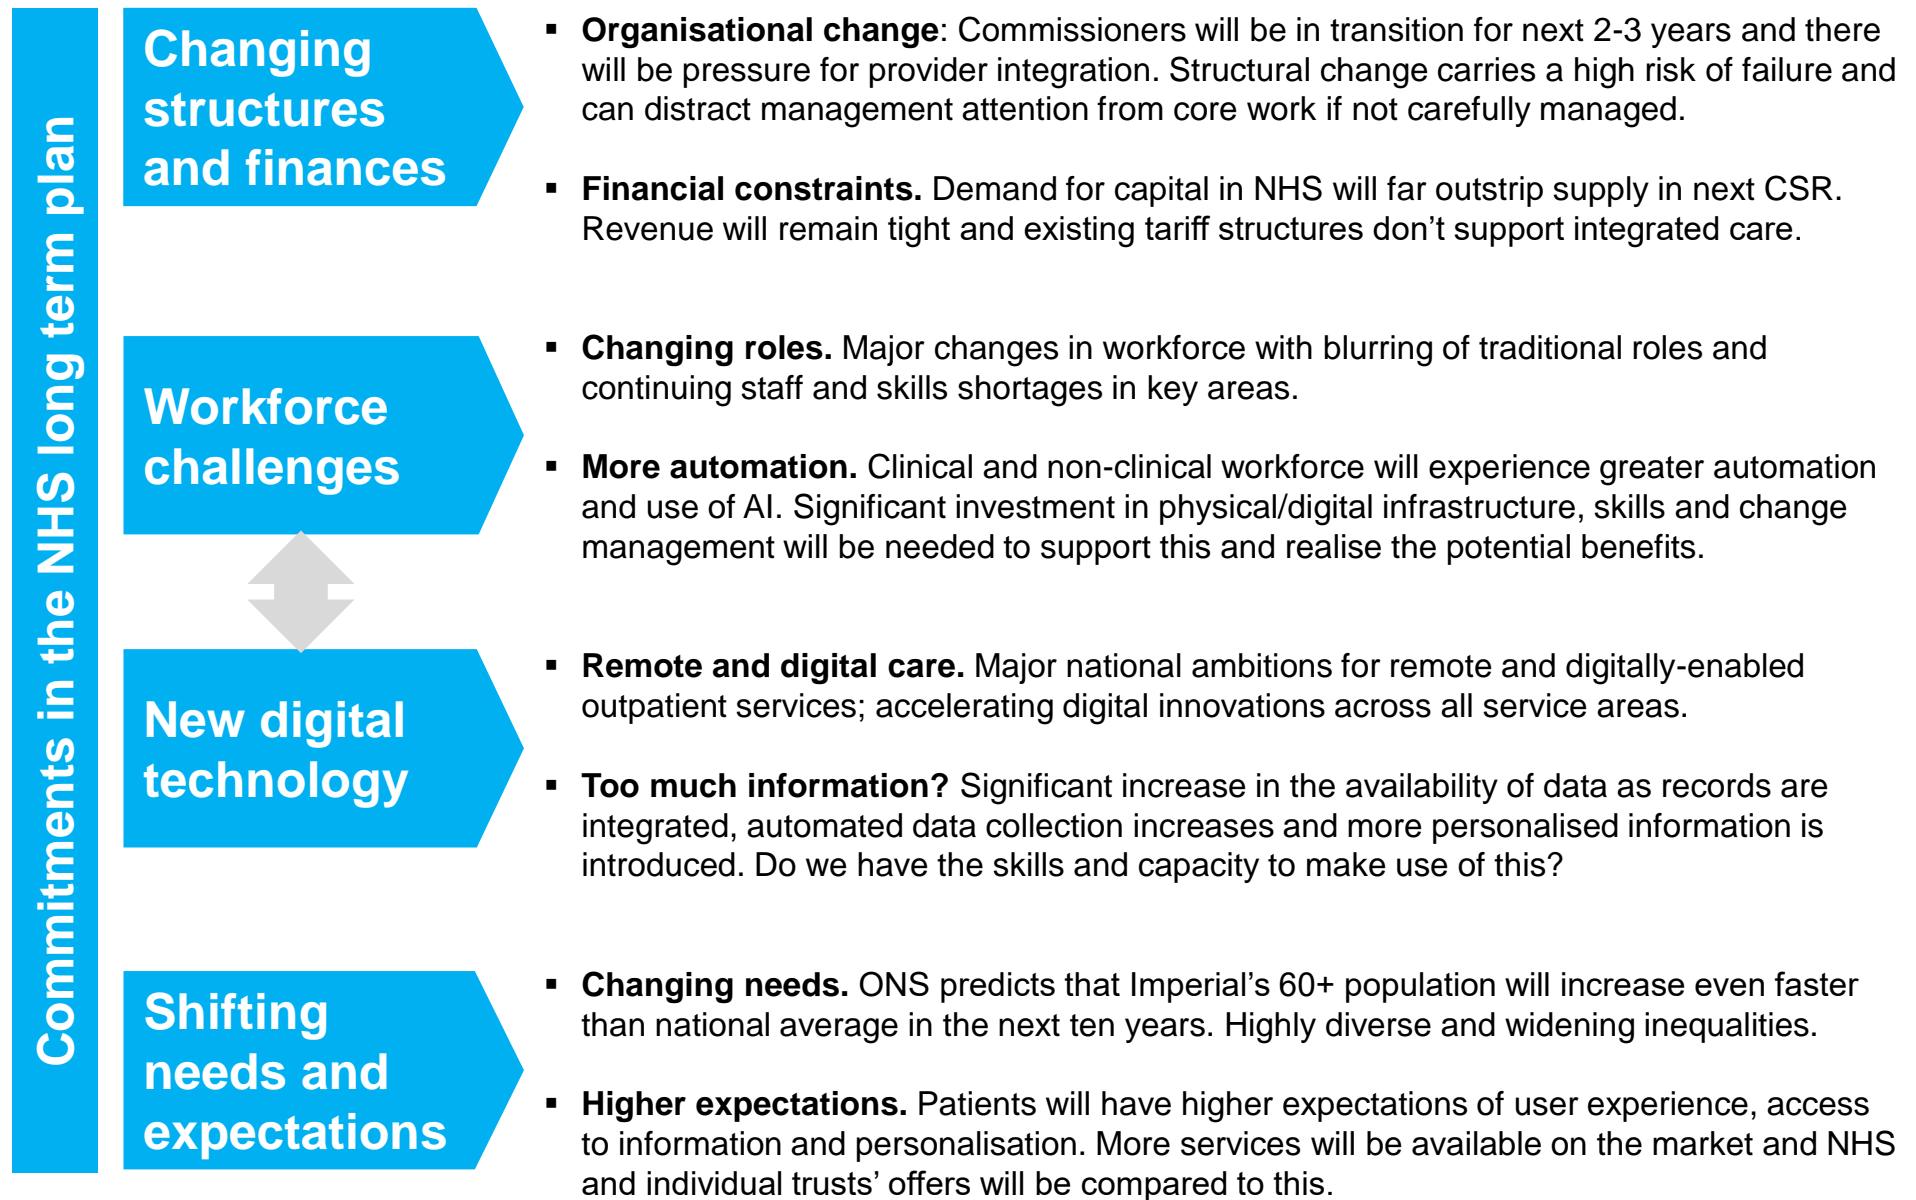 Commitments in the NHS long term plan
Changing
structures
and finances
▪ Organisational change: Commissioners will be in transition for next 2-3 years and there
will be pressure for provider integration. Structural change carries a high risk of failure and
can distract management attention from core work if not carefully managed.
▪ Financial constraints. Demand for capital in NHS will far outstrip supply in next CSR.
Revenue will remain tight and existing tariff structures don’t support integrated care.
Workforce
challenges
▪ Changing roles. Major changes in workforce with blurring of traditional roles and
continuing staff and skills shortages in key areas.
▪ More automation. Clinical and non-clinical workforce will experience greater automation
and use of AI. Significant investment in physical/digital infrastructure, skills and change
management will be needed to support this and realise the potential benefits.
New digital
technology
▪ Remote and digital care. Major national ambitions for remote and digitally-enabled
outpatient services; accelerating digital innovations across all service areas.
▪ Too much information? Significant increase in the availability of data as records are
integrated, automated data collection increases and more personalised information is
introduced. Do we have the skills and capacity to make use of this?
Shifting
needs and
expectations
▪ Changing needs. ONS predicts that Imperial’s 60+ population will increase even faster
than national average in the next ten years. Highly diverse and widening inequalities.
▪ Higher expectations. Patients will have higher expectations of user experience, access
to information and personalisation. More services will be available on the market and NHS
and individual trusts’ offers will be compared to this.